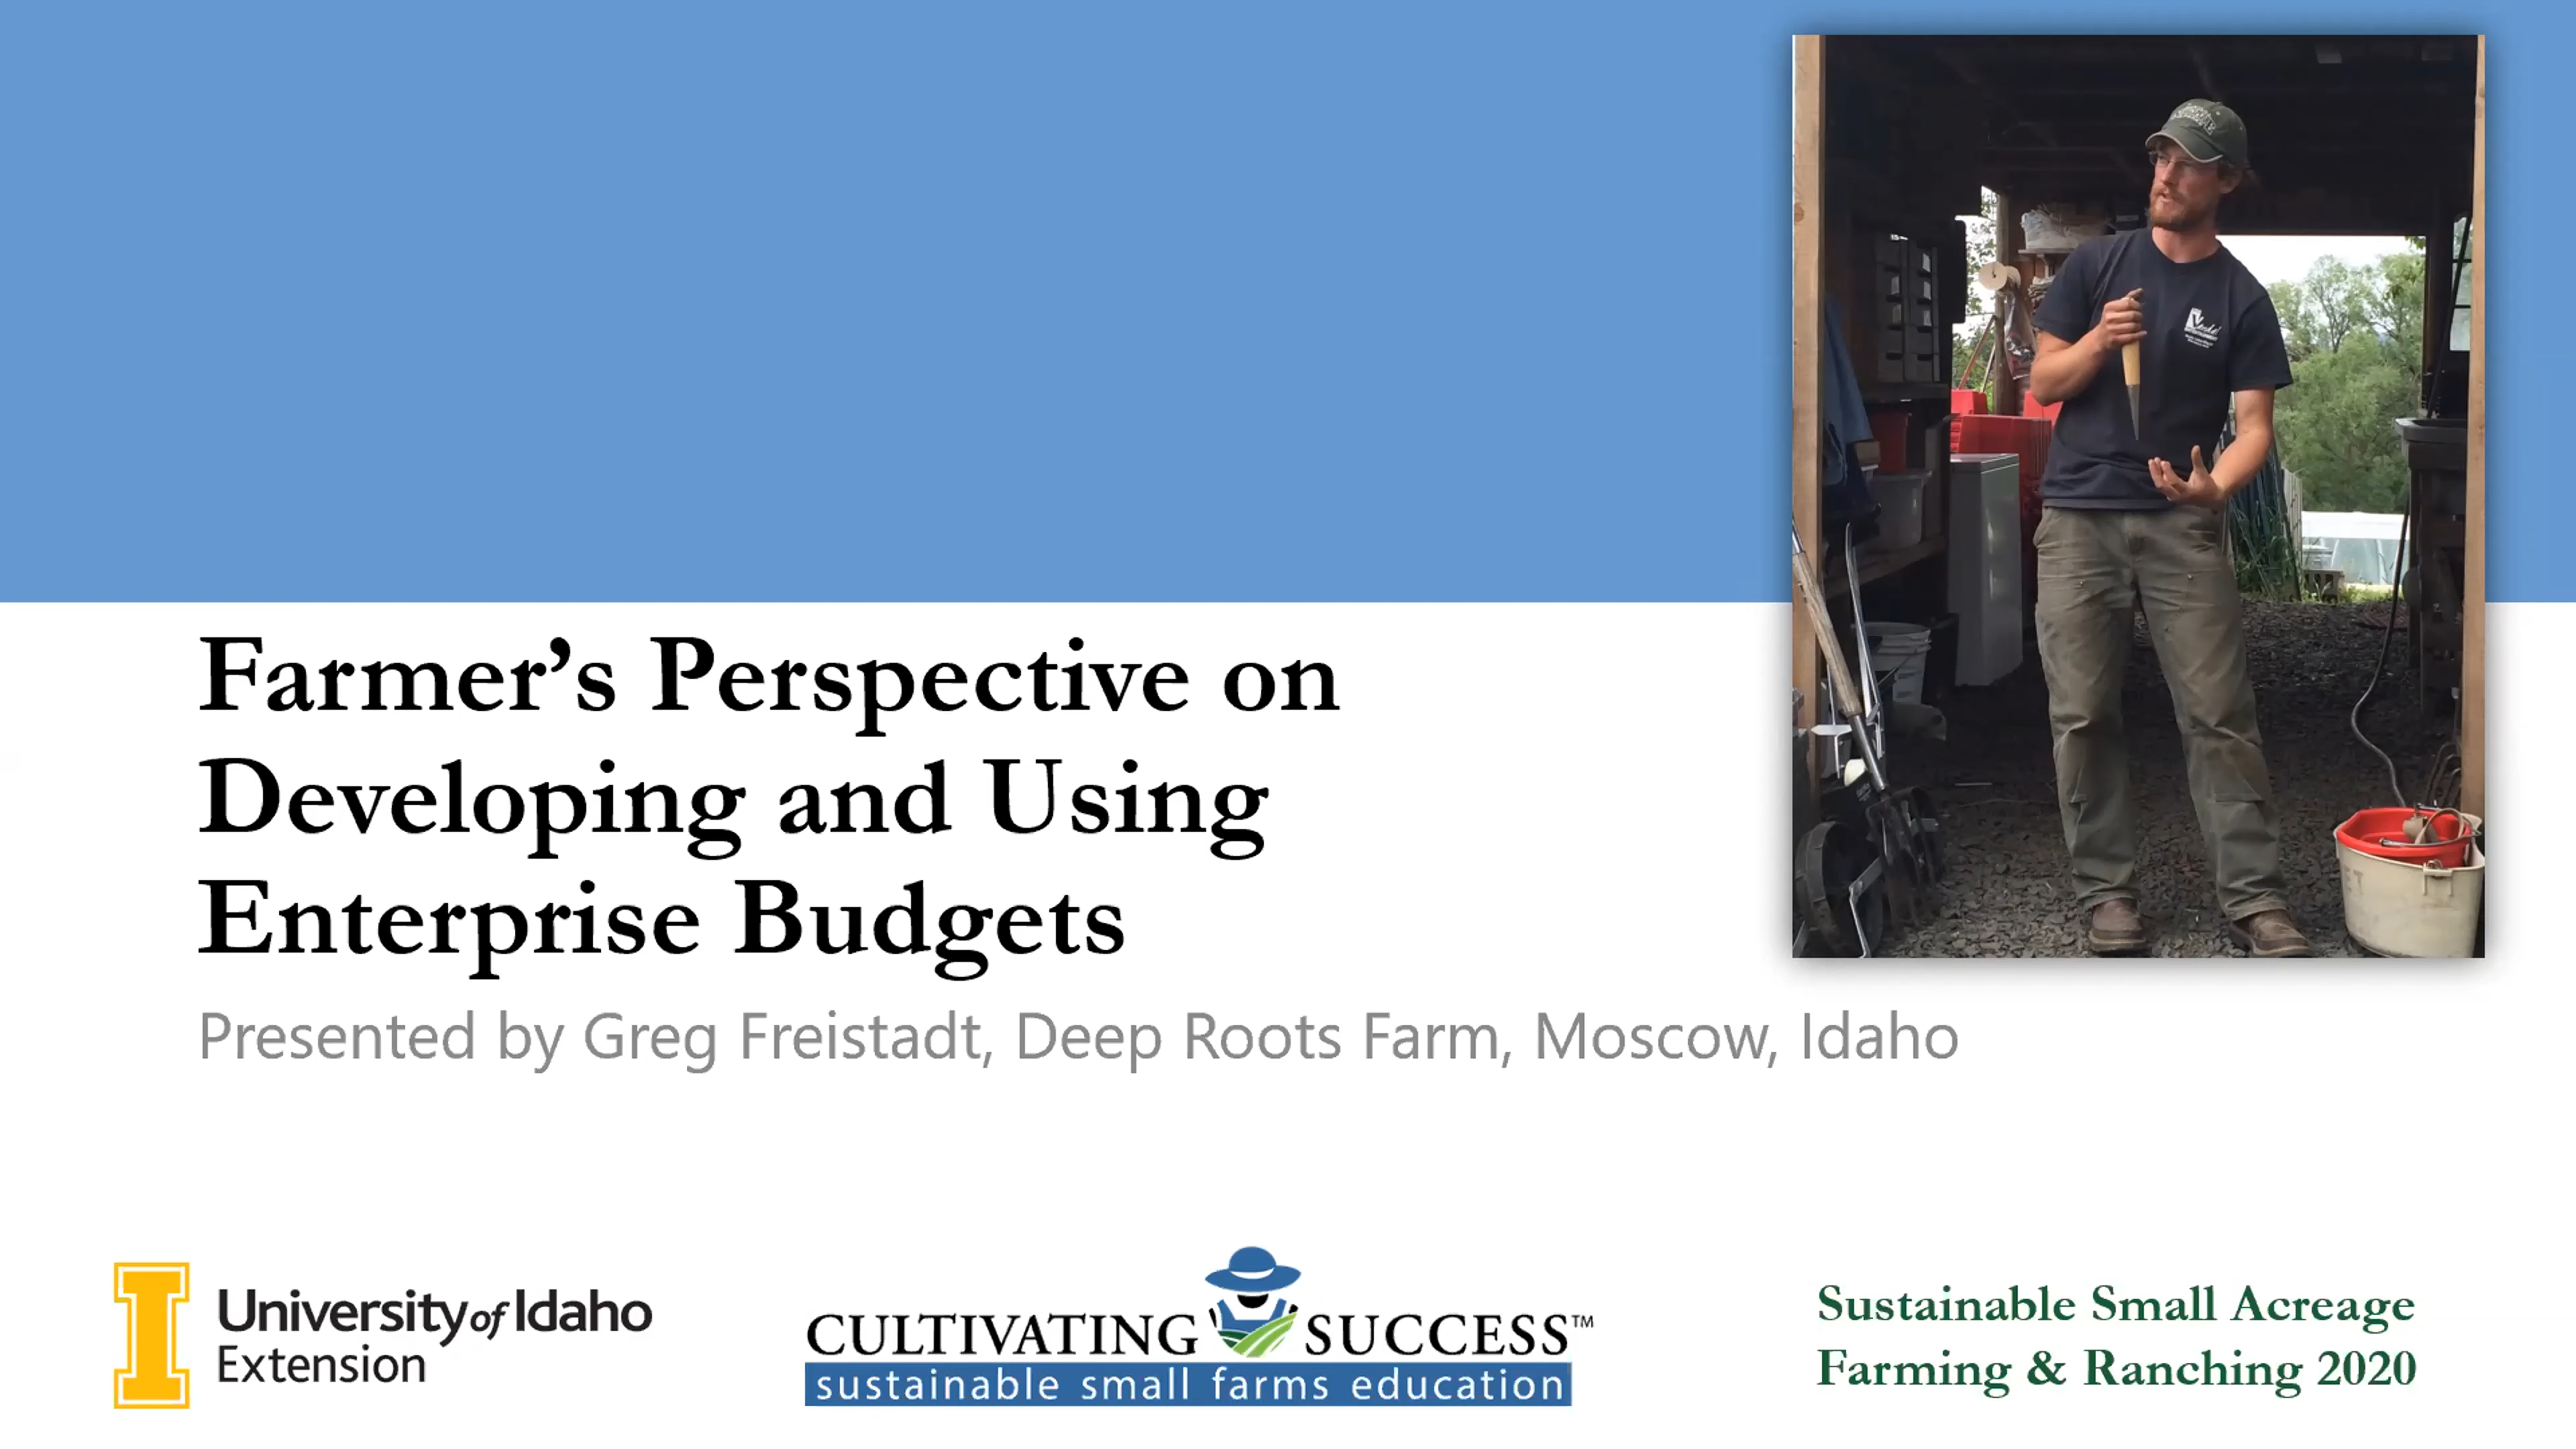 Farmer’s Perspective on
Developing and Using
Enterprise Budgets
Presented by Greg Freistadt, Deep Roots Farm, Moscow, Idaho
I University of Idaho
Extension
CULTIVATING SUCCESS™
sustainable small farms education
Sustainable Small Acreage
Farming & Ranching 2020